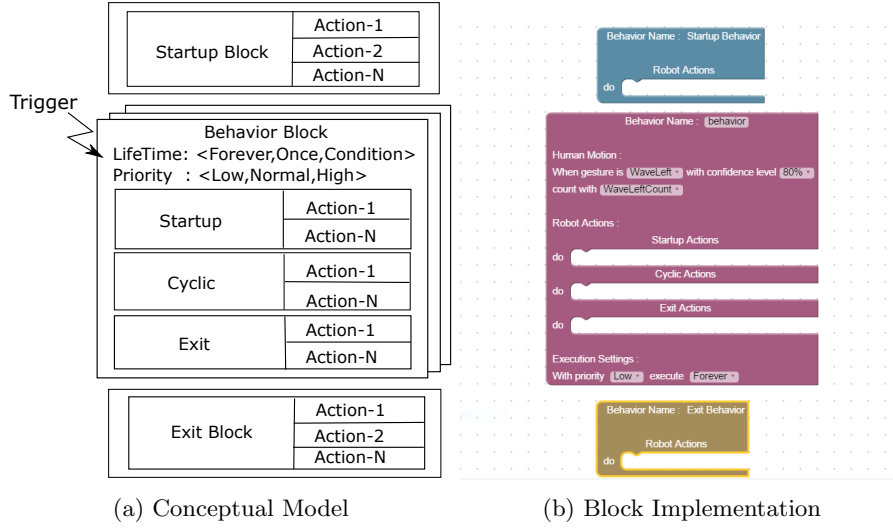 Startup Block
Action-1
Action-2
Action-N
Trigger
Behavior Block
LifeTime: <Forever,Once,Condition>
Priority : <Low,Normal,High>
Startup
Action-1
Action-N
Cyclic
Action-1
Action-N
Exit
Action-1
Action-N
Exit Block
Action-1
Action-2
Action-N
(a) Conceptual Model
Behavior Name : Startup Behavior
Robot Actions
do
Behavior Name : behavior
Human Motion :
When gesture is WaveLeft with confidence level 80%
count with WaveLeftCount
Robot Actions :
Startup Actions
do
Cyclic Actions
do
Exit Actions
do
Execution Settings :
With priority Low execute Forever
Behavior Name : Exit Behavior
Robot Actions
do
(b) Block Implementation